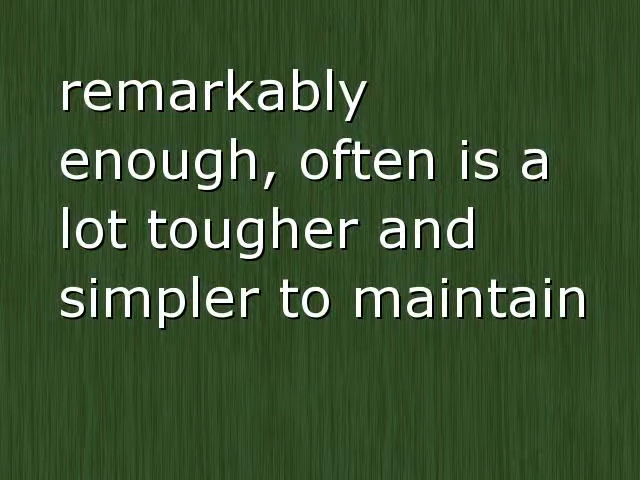 remarkably
enough, often is a
lot tougher and
simpler to maintain